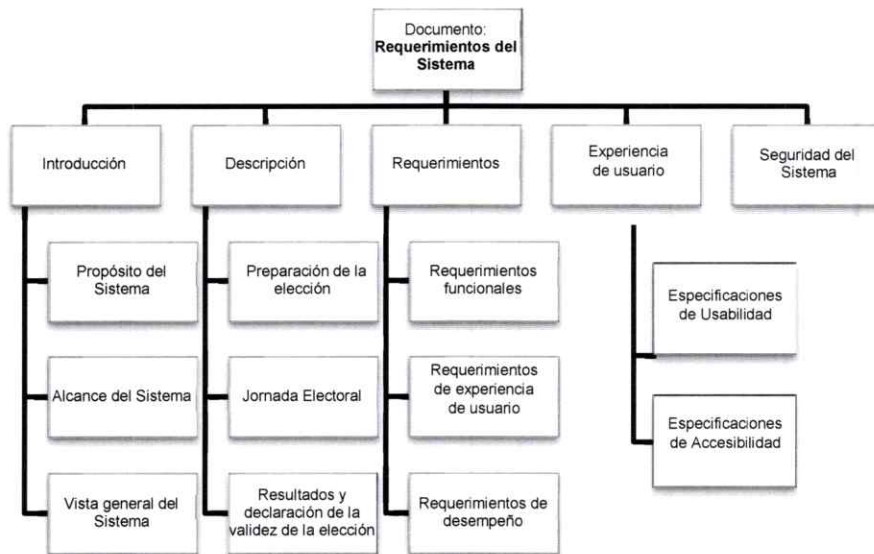 Documento:
Requerimientos del
Sistema
Introducción
Descripción
Requerimientos
Experiencia
de usuario
Seguridad del
Sistema
Propósito del
Sistema
Alcance del Sistema
Vista general del
Sistema
Preparación de la
elección
Jornada Electoral
Resultados y
declaración de la
validez de la elección
Requerimientos
funcionales
Requerimientos
de experiencia
de usuario
Requerimientos de
desempeño
Especificaciones
de Usabilidad
Especificaciones
de Accesibilidad